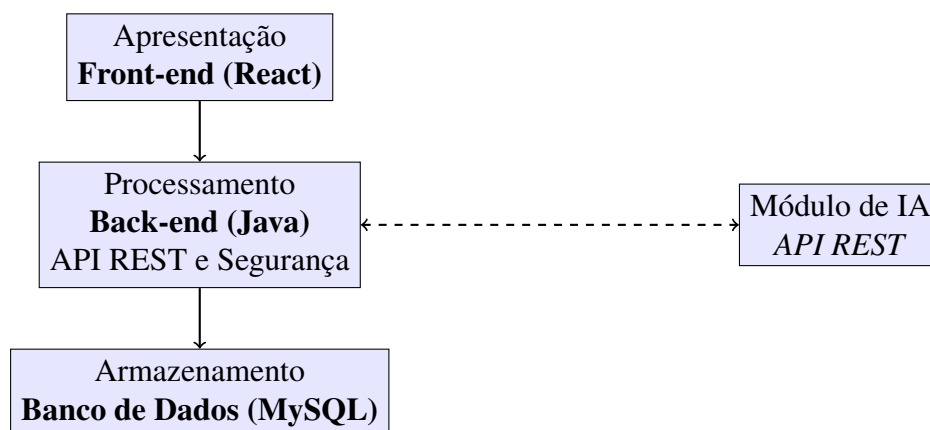 Apresentação
Front-end (React)
Processamento
Back-end (Java)
API REST e Segurança
Módulo de IA
API REST
Armazenamento
Banco de Dados (MySQL)